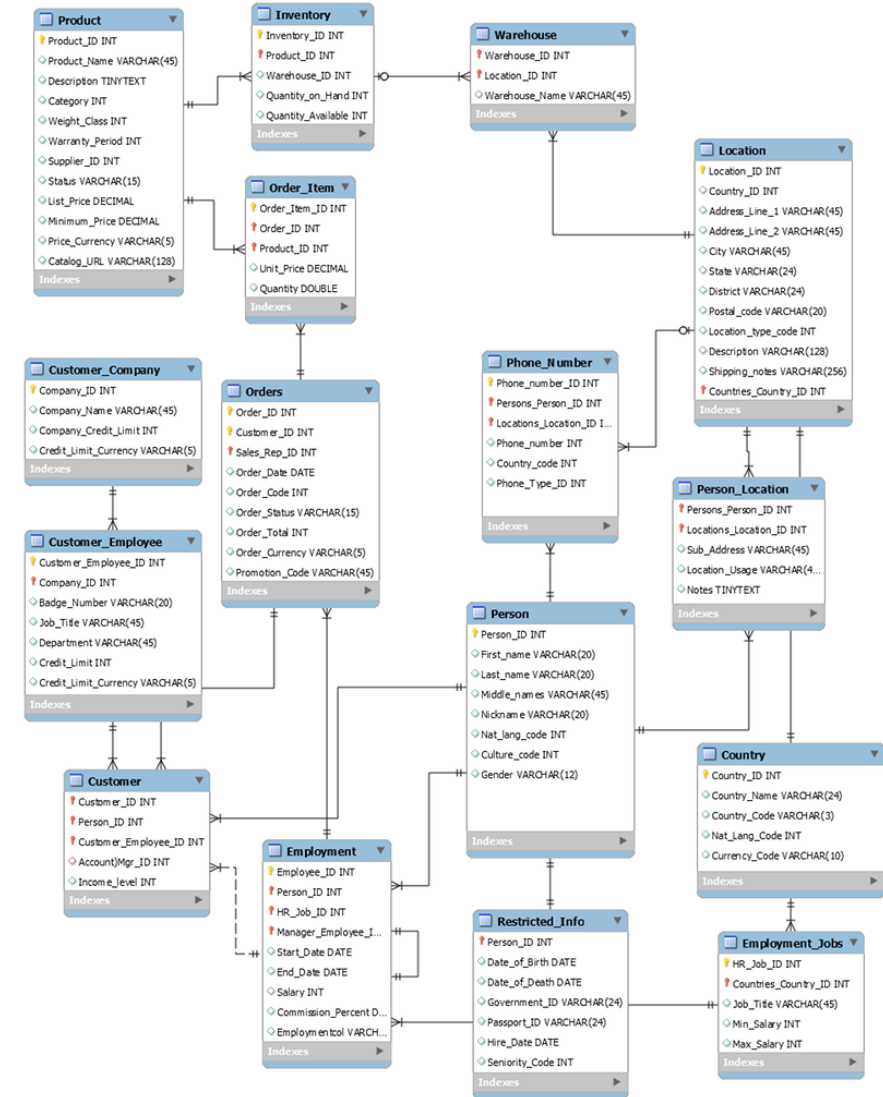 Product
Product_ID INT
Product_Name VARCHAR(45)
Description TINYTEXT
Category INT
Weight_Class INT
Warranty_Period INT
Supplier_ID INT
Status VARCHAR(15)
List_Price DECIMAL
Minimum_Price DECIMAL
Price_Currency VARCHAR(5)
Catalog_URL VARCHAR(128)
Indexes
Inventory
Inventory_ID INT
Product_ID INT
Warehouse_ID INT
Quantity_on_Hand INT
Quantity_Available INT
Indexes
Warehouse
Warehouse_ID INT
Location_ID INT
Warehouse_Name VARCHAR(45)
Indexes
Order_Item
Order_Item_ID INT
Order_ID INT
Product_ID INT
Unit_Price DECIMAL
Quantity DOUBLE
Indexes
Location
Location_ID INT
Country_ID INT
Address_Line_1 VARCHAR(45)
Address_Line_2 VARCHAR(45)
City VARCHAR(45)
State VARCHAR(24)
District VARCHAR(24)
Postal_code VARCHAR(20)
Location_type_code INT
Description VARCHAR(128)
Shipping_notes VARCHAR(256)
Countries_Country_ID INT
Indexes
Customer_Company
Company_ID INT
Company_Name VARCHAR(45)
Company_Credit_Limit INT
Credit_Limit_Currency VARCHAR(5)
Indexes
Orders
Order_ID INT
Customer_ID INT
Sales_Rep_ID INT
Order_Date DATE
Order_Code INT
Order_Status VARCHAR(15)
Order_Total INT
Order_Currency VARCHAR(5)
Promotion_Code VARCHAR(45)
Indexes
Phone_Number
Phone_number_ID INT
Persons_Person_ID INT
Locations_Location_ID I...
Phone_number INT
Country_code INT
Phone_Type_ID INT
Indexes
Person_Location
Persons_Person_ID INT
Locations_Location_ID INT
Sub_Address VARCHAR(45)
Location_Usage VARCHAR(4...
Notes TINYTEXT
Indexes
Customer_Employee
Customer_Employee_ID INT
Company_ID INT
Badge_Number VARCHAR(20)
Job_Title VARCHAR(45)
Department VARCHAR(45)
Credit_Limit INT
Credit_Limit_Currency VARCHAR(5)
Indexes
Person
Person_ID INT
First_name VARCHAR(20)
Last_name VARCHAR(20)
Middle_names VARCHAR(45)
Nickname VARCHAR(20)
Nat_lang_code INT
Culture_code INT
Gender VARCHAR(12)
Indexes
Country
Country_ID INT
Country_Name VARCHAR(24)
Country_Code VARCHAR(3)
Nat_Lang_Code INT
Currency_Code VARCHAR(10)
Indexes
Customer
Customer_ID INT
Person_ID INT
Customer_Employee_ID INT
Account)Mgr_ID INT
Income_level INT
Indexes
Employment
Employee_ID INT
Person_ID INT
HR_Job_ID INT
Manager_Employee_I...
Start_Date DATE
End_Date DATE
Salary INT
Commission_Percent D...
Employmentcol VARCH...
Indexes
Restricted_Info
Person_ID INT
Date_of_Birth DATE
Date_of_Death DATE
Government_ID VARCHAR(24)
Passport_ID VARCHAR(24)
Hire_Date DATE
Seniority_Code INT
Indexes
Employment_Jobs
HR_Job_ID INT
Countries_Country_ID INT
Job_Title VARCHAR(45)
Min_Salary INT
Max_Salary INT
Indexes